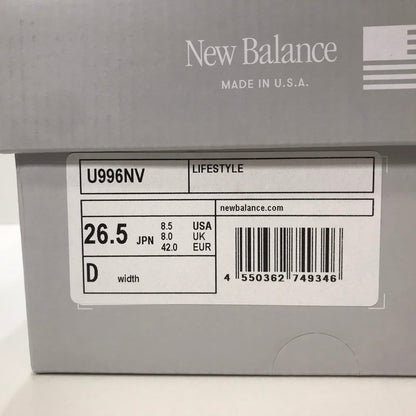 New Balance
MADE IN U.S.A.
U996NV
LIFESTYLE
newbalance.com
26.5 JPN
8.5 USA
8.0 UK
42.0 EUR
D width
4 550362 749346